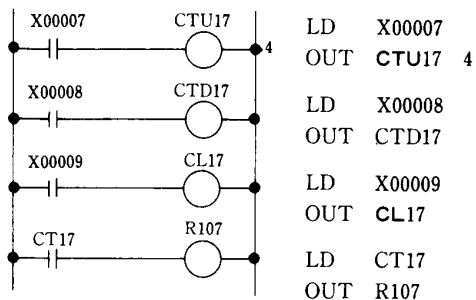 X00007 CTU17
4
X00008 CTD17
X00009 CL17
CT17 R107
LD X00007
OUT CTU17 4
LD X00008
OUT CTD17
LD X00009
OUT CL17
LD CT17
OUT R107